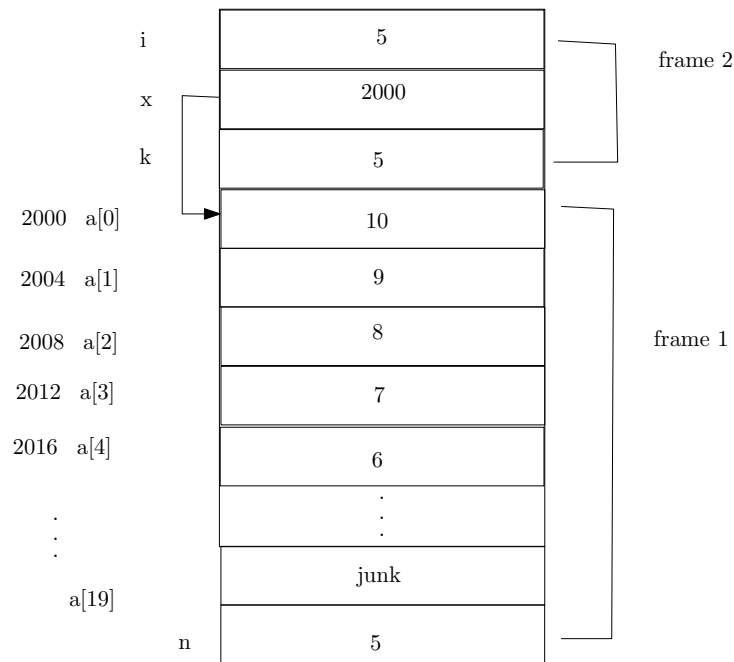 i 5
frame 2
x 2000
k 5
2000 a[0] 10
2004 a[1] 9
2008 a[2] 8
frame 1
2012 a[3] 7
2016 a[4] 6
. .
. .
. .
junk
a[19]
n 5